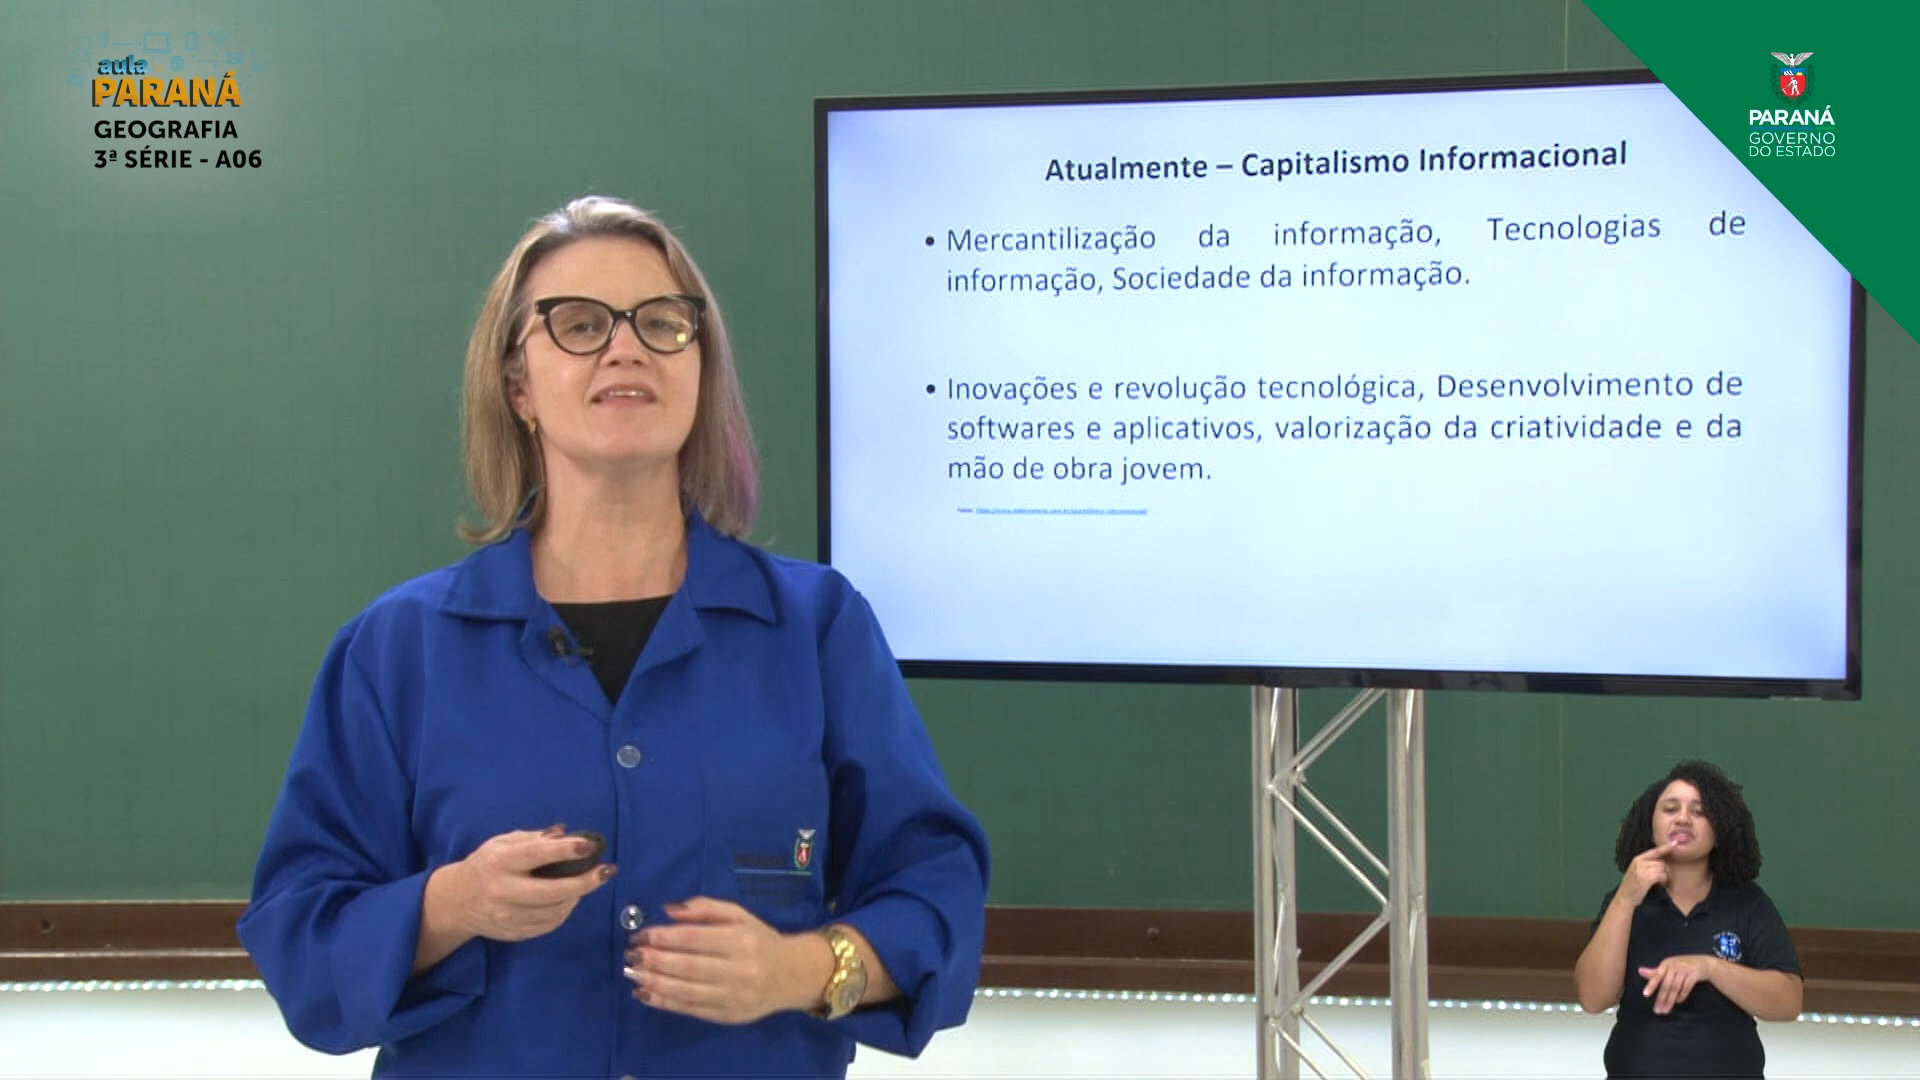 aula
PARANÁ
GEOGRAFIA
3ª SÉRIE - A06
PARANÁ
GOVERNO
DO ESTADO
Atualmente – Capitalismo Informacional
• Mercantilização da informação, Tecnologias de
informação, Sociedade da informação.
• Inovações e revolução tecnológica, Desenvolvimento de
softwares e aplicativos, valorização da criatividade e da
mão de obra jovem.